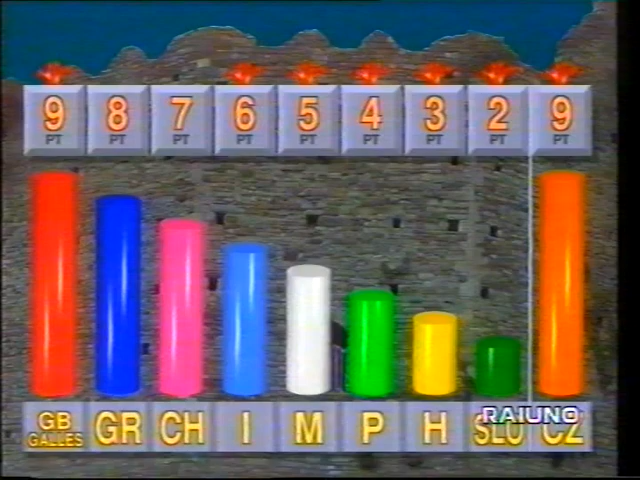 9 8 7 6 5 4 3 2 9
PT PT PT PT PT PT PT PT PT
RAIUNO
GB GR CH I M P H SLO CZ
GALLES